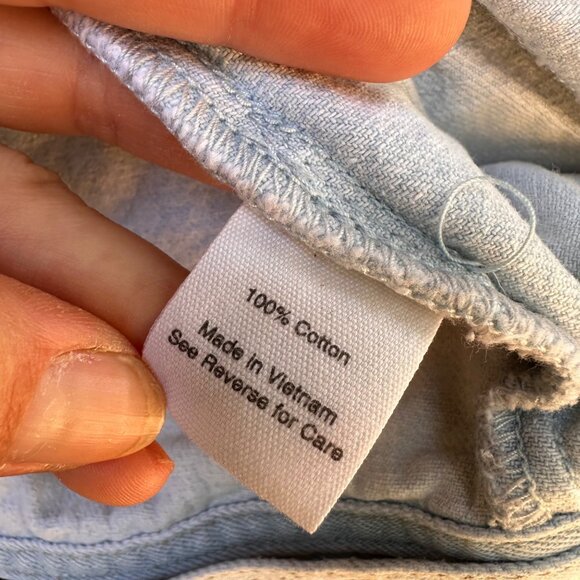 100% Cotton
Made in Vietnam
See Reverse for Care